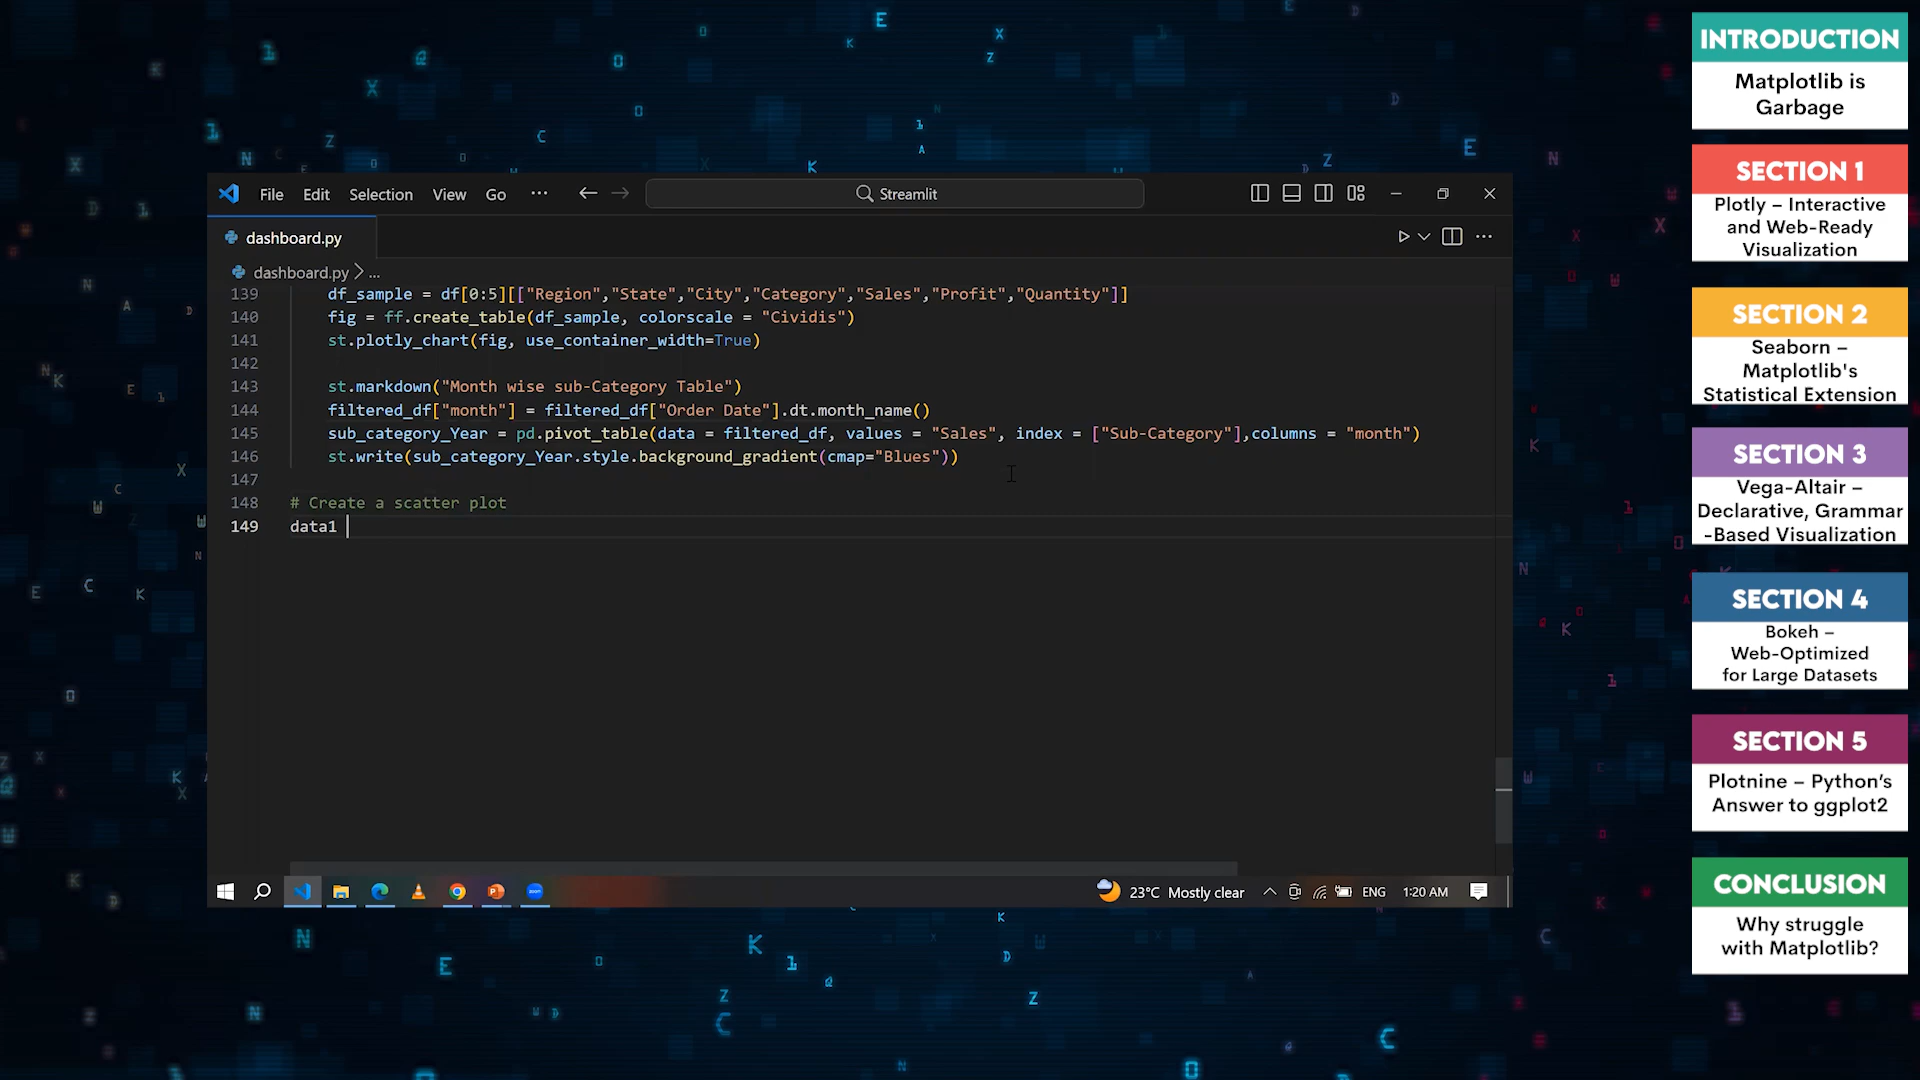 File Edit Selection View Go ··· Streamlit
dashboard.py
dashboard.py > ...
139 df_sample = df[0:5][["Region","State","City","Category","Sales","Profit","Quantity"]]
140 fig = ff.create_table(df_sample, colorscale = "Cividis")
141 st.plotly_chart(fig, use_container_width=True)
142
143 st.markdown("Month wise sub-Category Table")
144 filtered_df["month"] = filtered_df["Order Date"].dt.month_name()
145 sub_category_Year = pd.pivot_table(data = filtered_df, values = "Sales", index = ["Sub-Category"],columns = "month")
146 st.write(sub_category_Year.style.background_gradient(cmap="Blues"))
147
148 # Create a scatter plot
149 data1
23°C Mostly clear ENG 1:20 AM
INTRODUCTION
Matplotlib is
Garbage
SECTION 1
Plotly – Interactive
and Web-Ready
Visualization
SECTION 2
Seaborn –
Matplotlib's
Statistical Extension
SECTION 3
Vega-Altair –
Declarative, Grammar
-Based Visualization
SECTION 4
Bokeh –
Web-Optimized
for Large Datasets
SECTION 5
Plotnine – Python's
Answer to ggplot2
CONCLUSION
Why struggle
with Matplotlib?